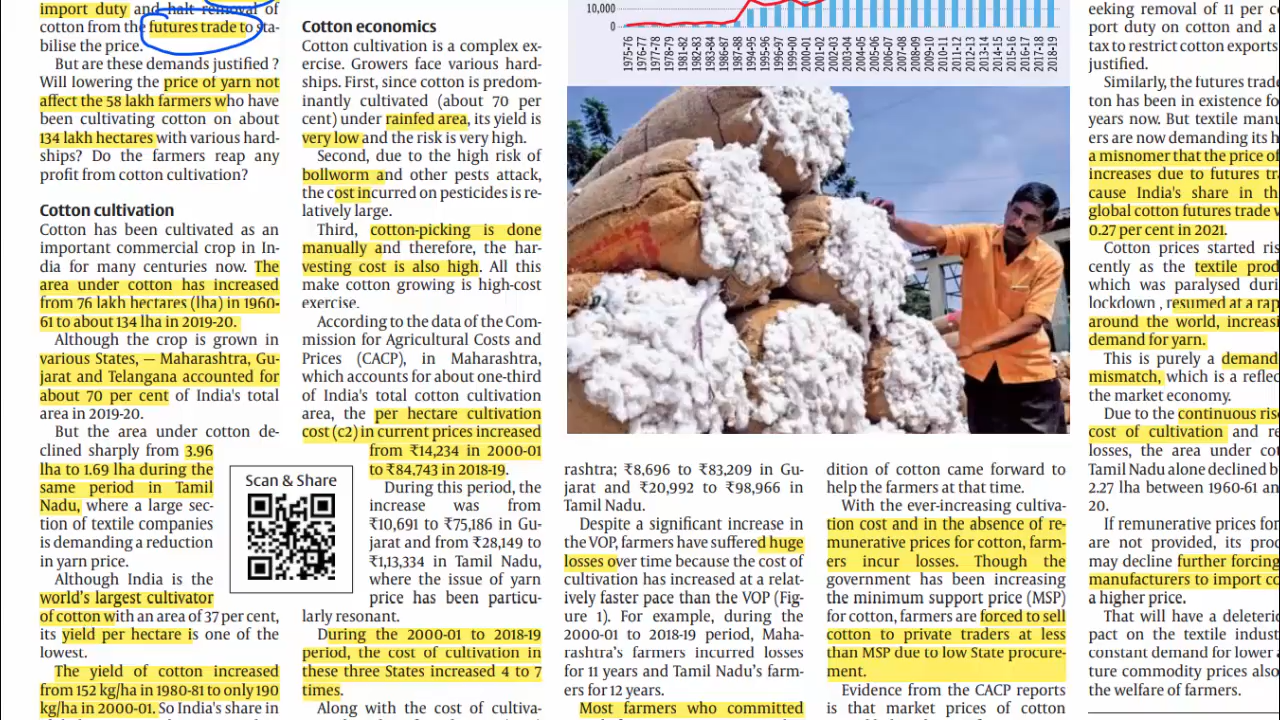 import duty and halt removal of
cotton from the futures trade to sta-
bilise the price.
But are these demands justified ?
Will lowering the price of yarn not
affect the 58 lakh farmers who have
been cultivating cotton on about
134 lakh hectares with various hard-
ships? Do the farmers reap any
profit from cotton cultivation?
Cotton cultivation
Cotton has been cultivated as an
important commercial crop in In-
dia for many centuries now. The
area under cotton has increased
from 76 lakh hectares (lha) in 1960-
61 to about 134 lha in 2019-20.
Although the crop is grown in
various States, — Maharashtra, Gu-
jarat and Telangana accounted for
about 70 per cent of India's total
area in 2019-20.
But the area under cotton de-
clined sharply from 3.96
lha to 1.69 lha during the
same period in Tamil
Nadu, where a large sec-
tion of textile companies
is demanding a reduction
in yarn price.
Although India is the
world's largest cultivator
of cotton with an area of 37 per cent,
its yield per hectare is one of the
lowest.
The yield of cotton increased
from 152 kg/ha in 1980-81 to only 190
kg/ha in 2000-01. So India's share in
Scan & Share
Cotton economics
Cotton cultivation is a complex ex-
ercise. Growers face various hard-
ships. First, since cotton is predom-
inantly cultivated (about 70 per
cent) under rainfed area, its yield is
very low and the risk is very high.
Second, due to the high risk of
bollworm and other pests attack,
the cost incurred on pesticides is re-
latively large.
Third, cotton-picking is done
manually and therefore, the har-
vesting cost is also high. All this
make cotton growing is high-cost
exercise.
According to the data of the Com-
mission for Agricultural Costs and
Prices (CACP), in Maharashtra,
which accounts for about one-third
of India's total cotton cultivation
area, the per hectare cultivation
cost (c2) in current prices increased
from ₹14,234 in 2000-01
to ₹84,743 in 2018-19.
During this period, the
increase was from
₹10,691 to ₹75,186 in Gu-
jarat and from ₹28,149 to
₹1,13,334 in Tamil Nadu,
where the issue of yarn
price has been particu-
larly resonant.
During the 2000-01 to 2018-19
period, the cost of cultivation in
these three States increased 4 to 7
times.
Along with the cost of cultiva-
10,000
0
1975-76
1976-77
1977-78
1978-79
1981-82
1982-83
1983-84
1986-87
1987-88
1994-95
1995-96
1996-97
1999-00
2000-01
2001-02
2002-03
2003-04
2004-05
2005-06
2006-07
2007-08
2008-09
2009-10
2010-11
2011-12
2012-13
2013-14
2014-15
2015-16
2016-17
2017-18
2018-19
rashtra; ₹8,696 to ₹83,209 in Gu-
jarat and ₹20,992 to ₹98,966 in
Tamil Nadu.
Despite a significant increase in
the VOP, farmers have suffered huge
losses over time because the cost of
cultivation has increased at a relat-
ively faster pace than the VOP (Fig-
ure 1). For example, during the
2000-01 to 2018-19 period, Maha-
rashtra's farmers incurred losses
for 11 years and Tamil Nadu's farm-
ers for 12 years.
Most farmers who committed
dition of cotton came forward to
help the farmers at that time.
With the ever-increasing cultiva-
tion cost and in the absence of re-
munerative prices for cotton, farm-
ers incur losses. Though the
government has been increasing
the minimum support price (MSP)
for cotton, farmers are forced to sell
cotton to private traders at less
than MSP due to low State procure-
ment.
Evidence from the CACP reports
is that market prices of cotton
eeking removal of 11 per c
port duty on cotton and a
tax to restrict cotton exports
justified.
Similarly, the futures trade
ton has been in existence fo
years now. But textile manu
ers are now demanding its h
a misnomer that the price of
increases due to futures tr
cause India's share in th
global cotton futures trade w
0.27 per cent in 2021.
Cotton prices started ris
cently as the textile prod
which was paralysed duri
lockdown , resumed at a rap
around the world, increasi
demand for yarn.
This is purely a demand
mismatch, which is a reflec
the market economy.
Due to the continuous rise
cost of cultivation and re
losses, the area under cot
Tamil Nadu alone declined b
2.27 lha between 1960-61 an
20.
If remunerative prices for
are not provided, its prod
may decline further forcing
manufacturers to import co
a higher price.
That will have a deleteri
pact on the textile indust
constant demand for lower
ture commodity prices also
the welfare of farmers.